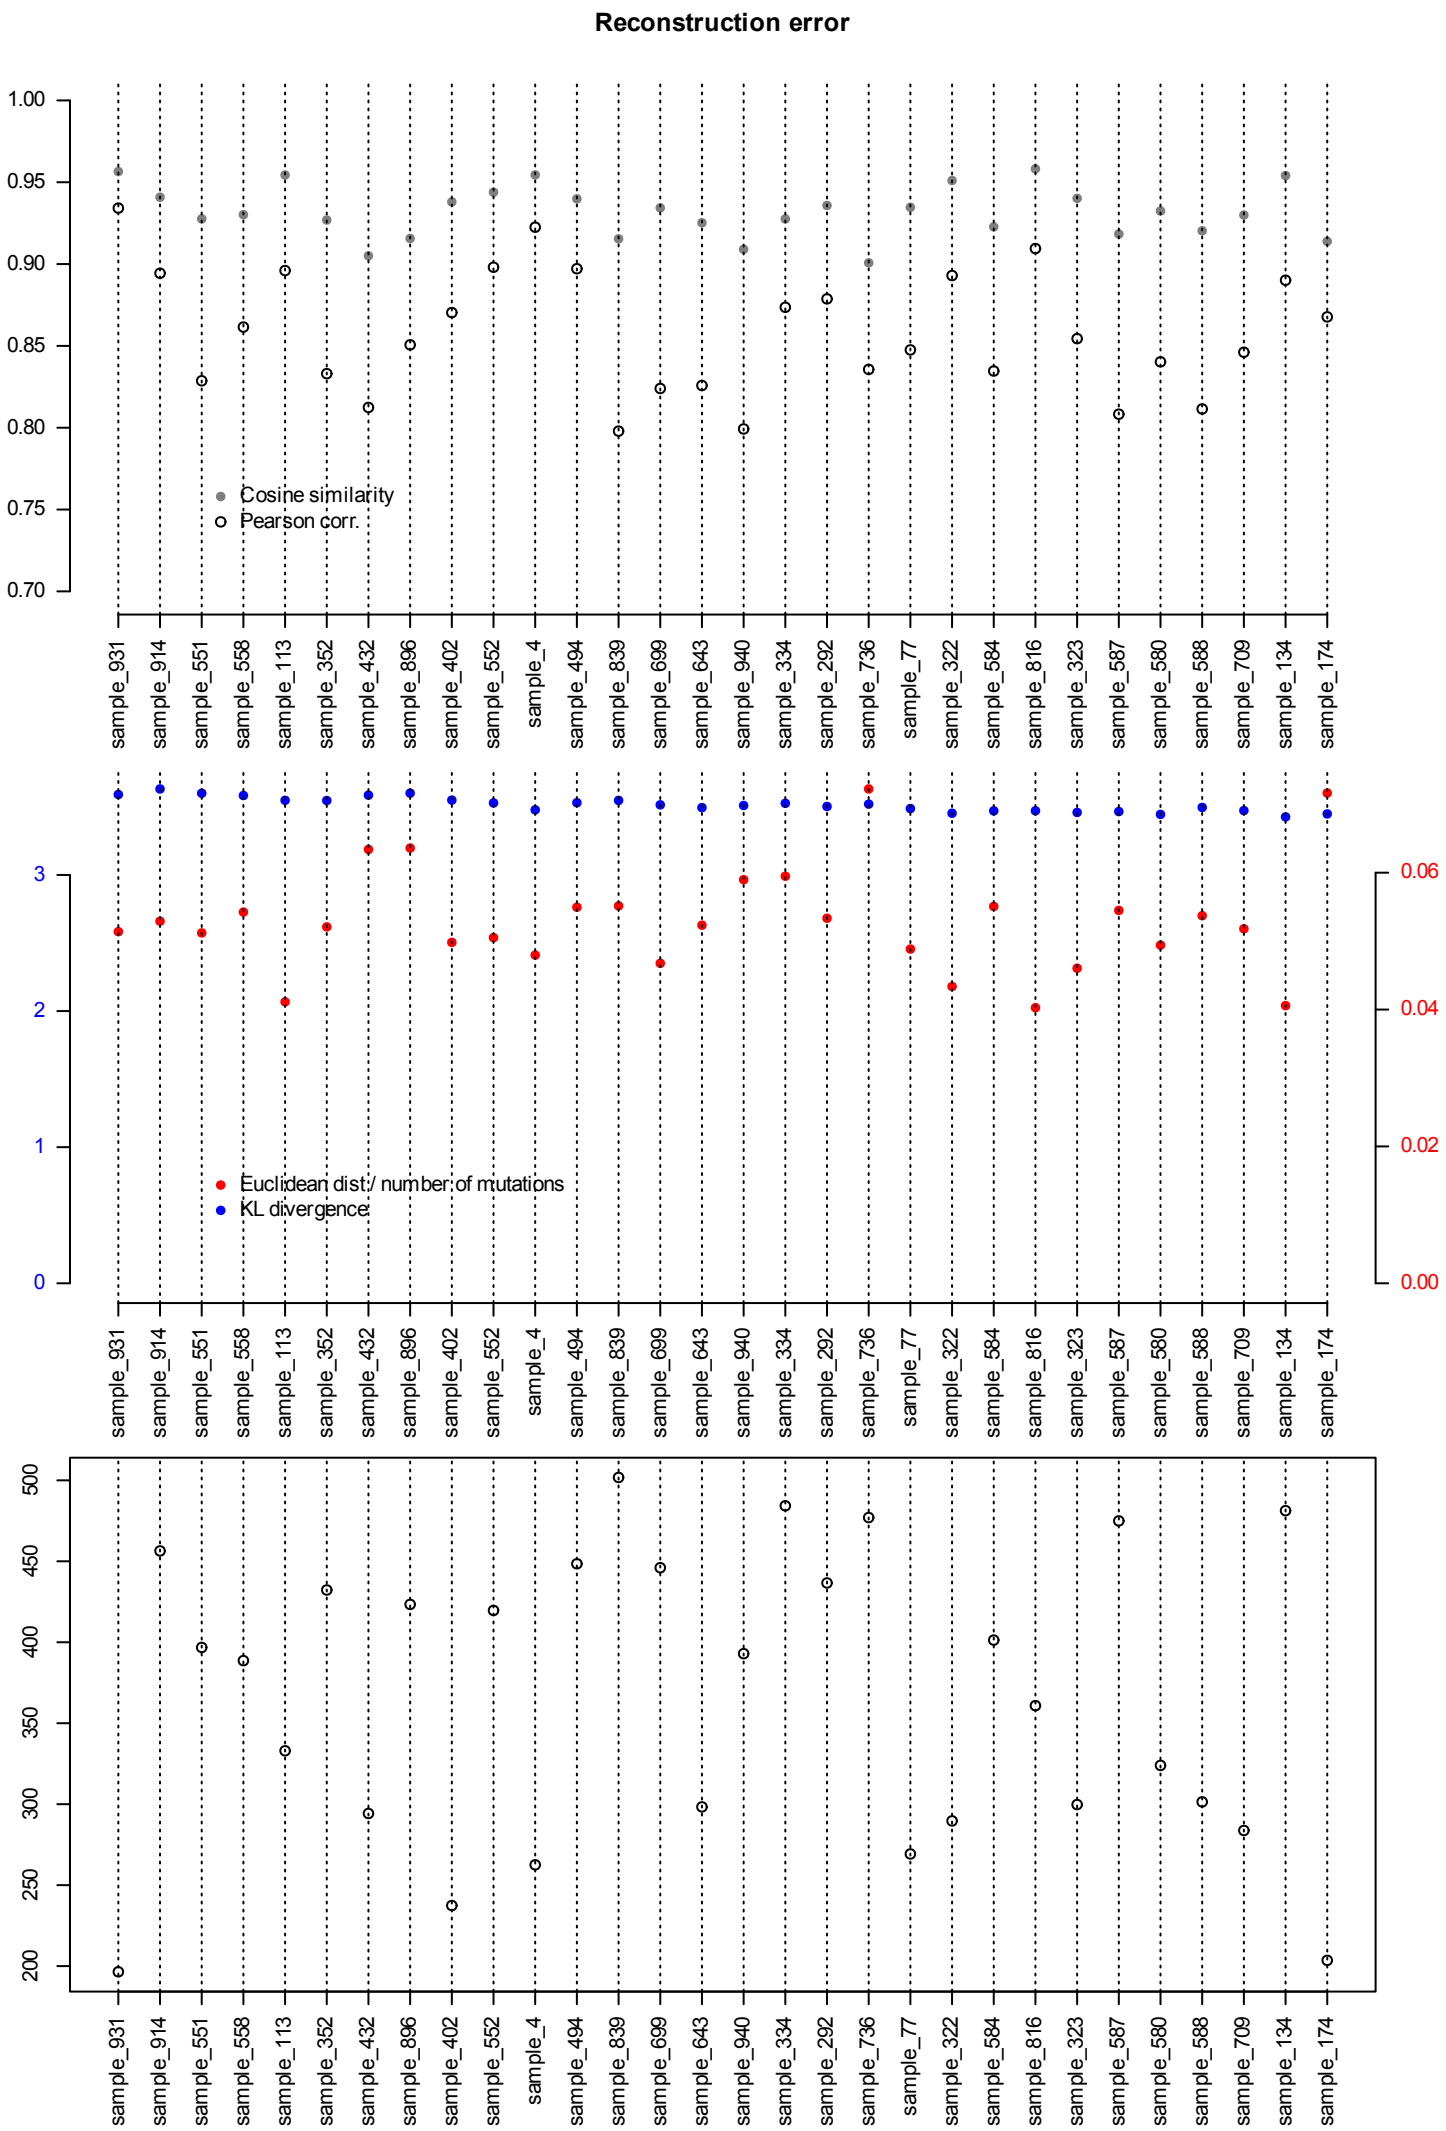 Reconstruction error
1.00
0.95
0.90
0.85
0.80
0.75
0.70
Cosine similarity
Pearson corr.
sample_931
sample_914
sample_551
sample_558
sample_113
sample_352
sample_432
sample_896
sample_402
sample_552
sample_4
sample_494
sample_839
sample_699
sample_643
sample_940
sample_334
sample_292
sample_736
sample_77
sample_322
sample_584
sample_816
sample_323
sample_587
sample_580
sample_588
sample_709
sample_134
sample_174
3
2
1
0
0.06
0.04
0.02
0.00
Euclidean dist./ number of mutations
KL divergence
sample_931
sample_914
sample_551
sample_558
sample_113
sample_352
sample_432
sample_896
sample_402
sample_552
sample_4
sample_494
sample_839
sample_699
sample_643
sample_940
sample_334
sample_292
sample_736
sample_77
sample_322
sample_584
sample_816
sample_323
sample_587
sample_580
sample_588
sample_709
sample_134
sample_174
500
450
400
350
300
250
200
sample_931
sample_914
sample_551
sample_558
sample_113
sample_352
sample_432
sample_896
sample_402
sample_552
sample_4
sample_494
sample_839
sample_699
sample_643
sample_940
sample_334
sample_292
sample_736
sample_77
sample_322
sample_584
sample_816
sample_323
sample_587
sample_580
sample_588
sample_709
sample_134
sample_174